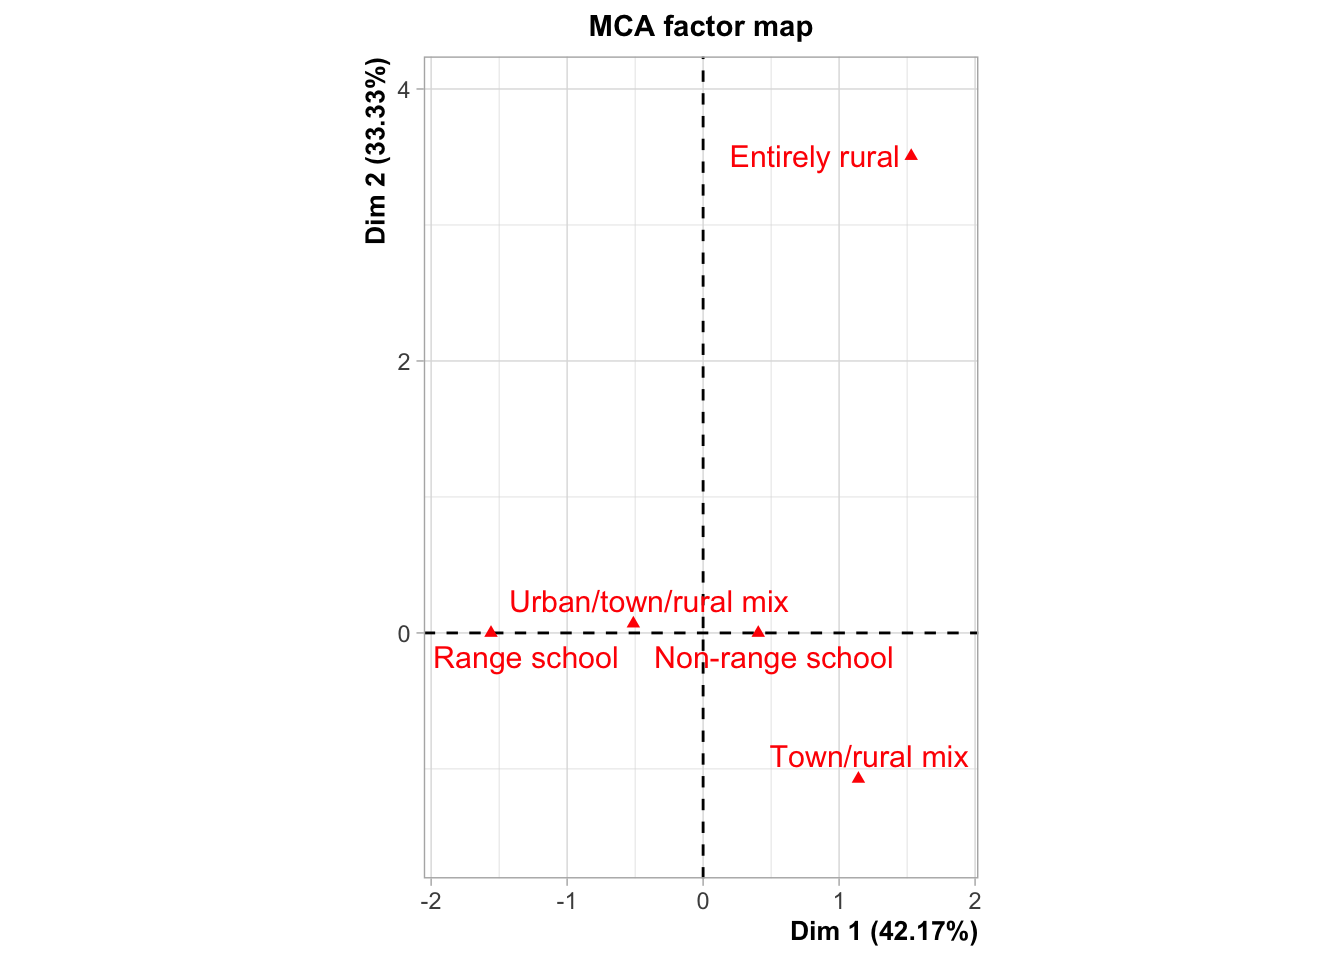 MCA factor map
Dim 2 (33.33%)
4
Entirely rural
2
Urban/town/rural mix
0
Range school
Non-range school
Town/rural mix
-2
-1
0
1
2
Dim 1 (42.17%)